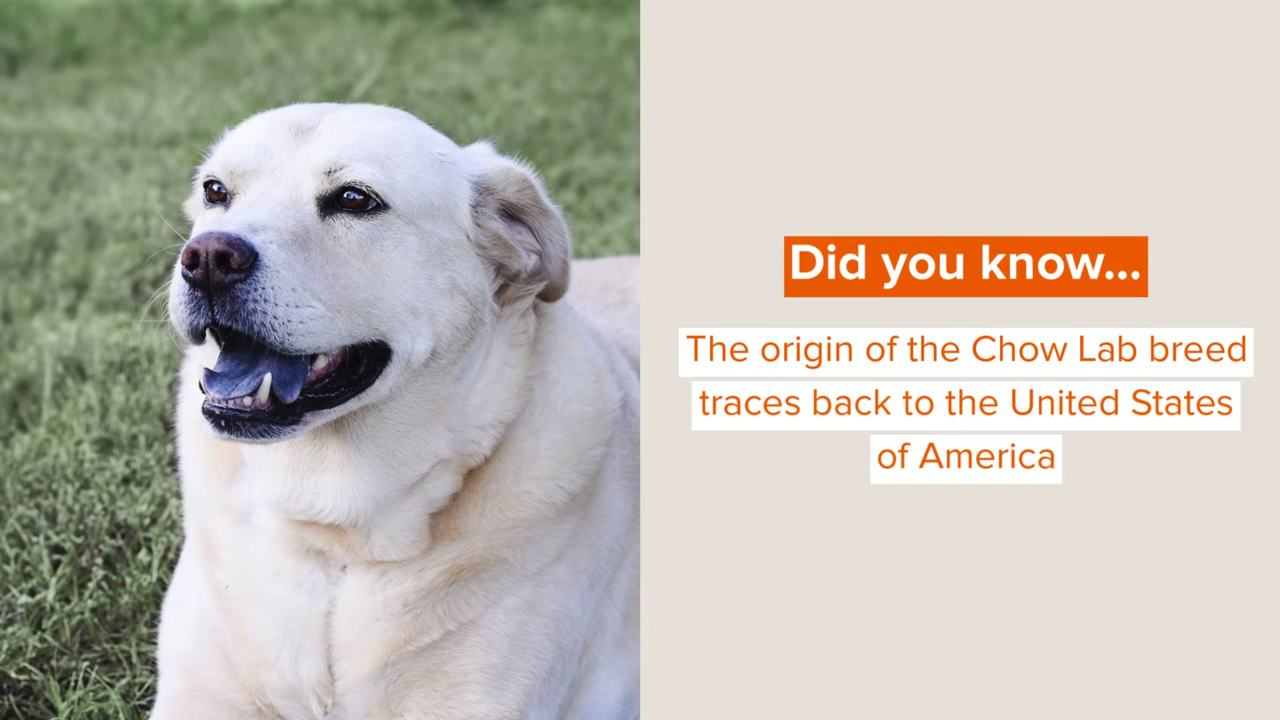 Did you know...
The origin of the Chow Lab breed
traces back to the United States
of America